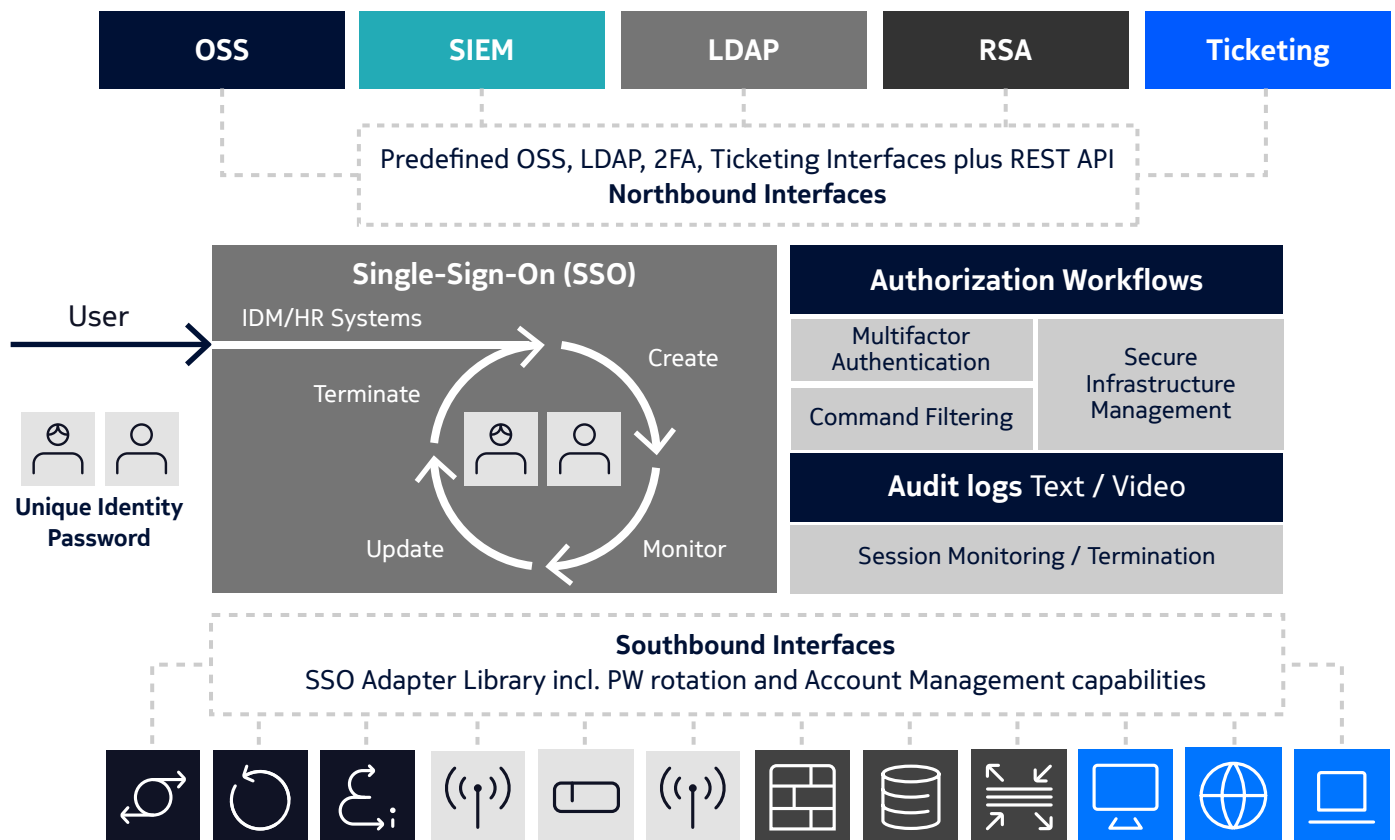 OSS
SIEM
LDAP
RSA
Ticketing
Predefined OSS, LDAP, 2FA, Ticketing Interfaces plus REST API
Northbound Interfaces
User
Unique Identity
Password
Single-Sign-On (SSO)
IDM/HR Systems
Create
Terminate
Update
Monitor
Authorization Workflows
Multifactor
Authentication
Command Filtering
Secure
Infrastructure
Management
Audit logs Text / Video
Session Monitoring / Termination
Southbound Interfaces
SSO Adapter Library incl. PW rotation and Account Management capabilities
i